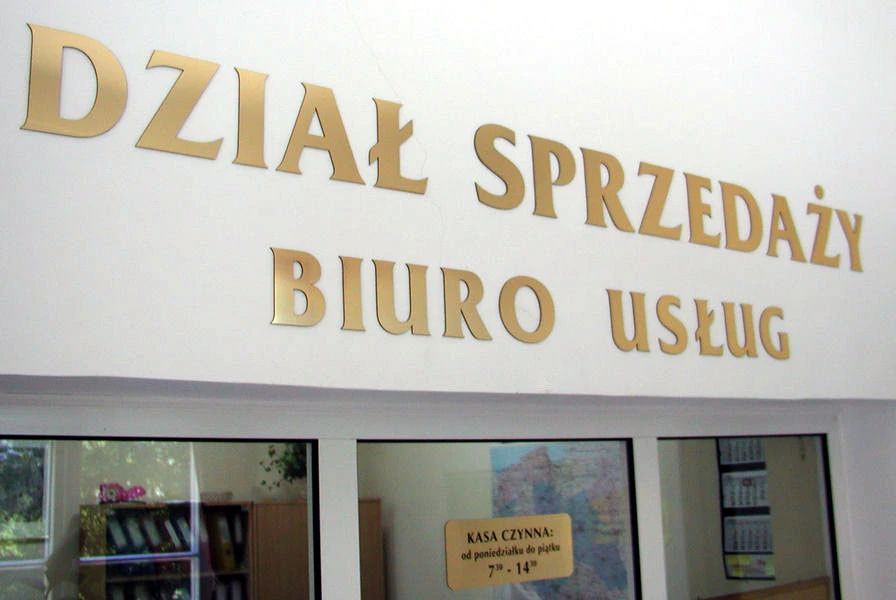 DZIAŁ SPRZEDAŻY
BIURO USŁUG
KASA CZYNNA:
od poniedziałku do piątku
7³⁰ - 14³⁰